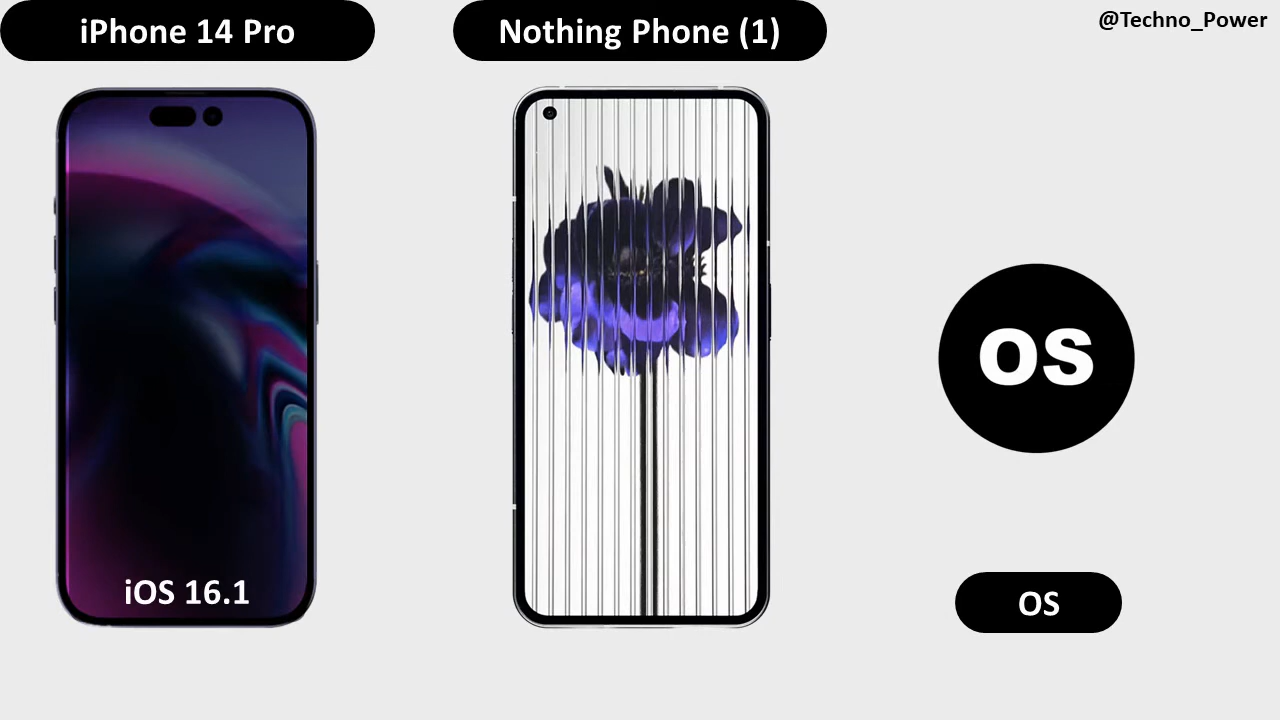 iPhone 14 Pro
Nothing Phone (1)
@Techno_Power
OS
iOS 16.1
OS